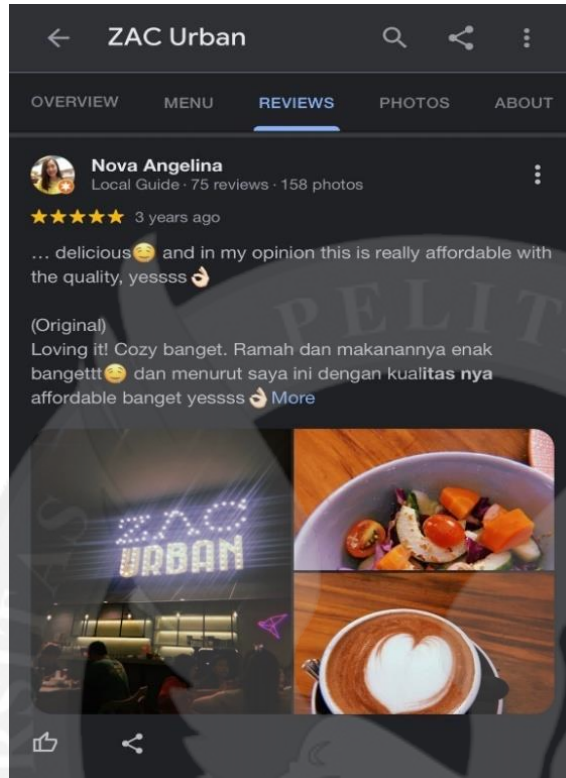 ZAC Urban
OVERVIEW MENU REVIEWS PHOTOS ABOUT
Nova Angelina
Local Guide · 75 reviews · 158 photos
3 years ago
... delicious🤤 and in my opinion this is really affordable with
the quality, yessss👌🏻
(Original)
Loving it! Cozy banget. Ramah dan makanannya enak
bangettt🤤 dan menurut saya ini dengan kualitas nya
affordable banget yessss👌🏻More
ZAC
URBAN
PELIT
RSITAS